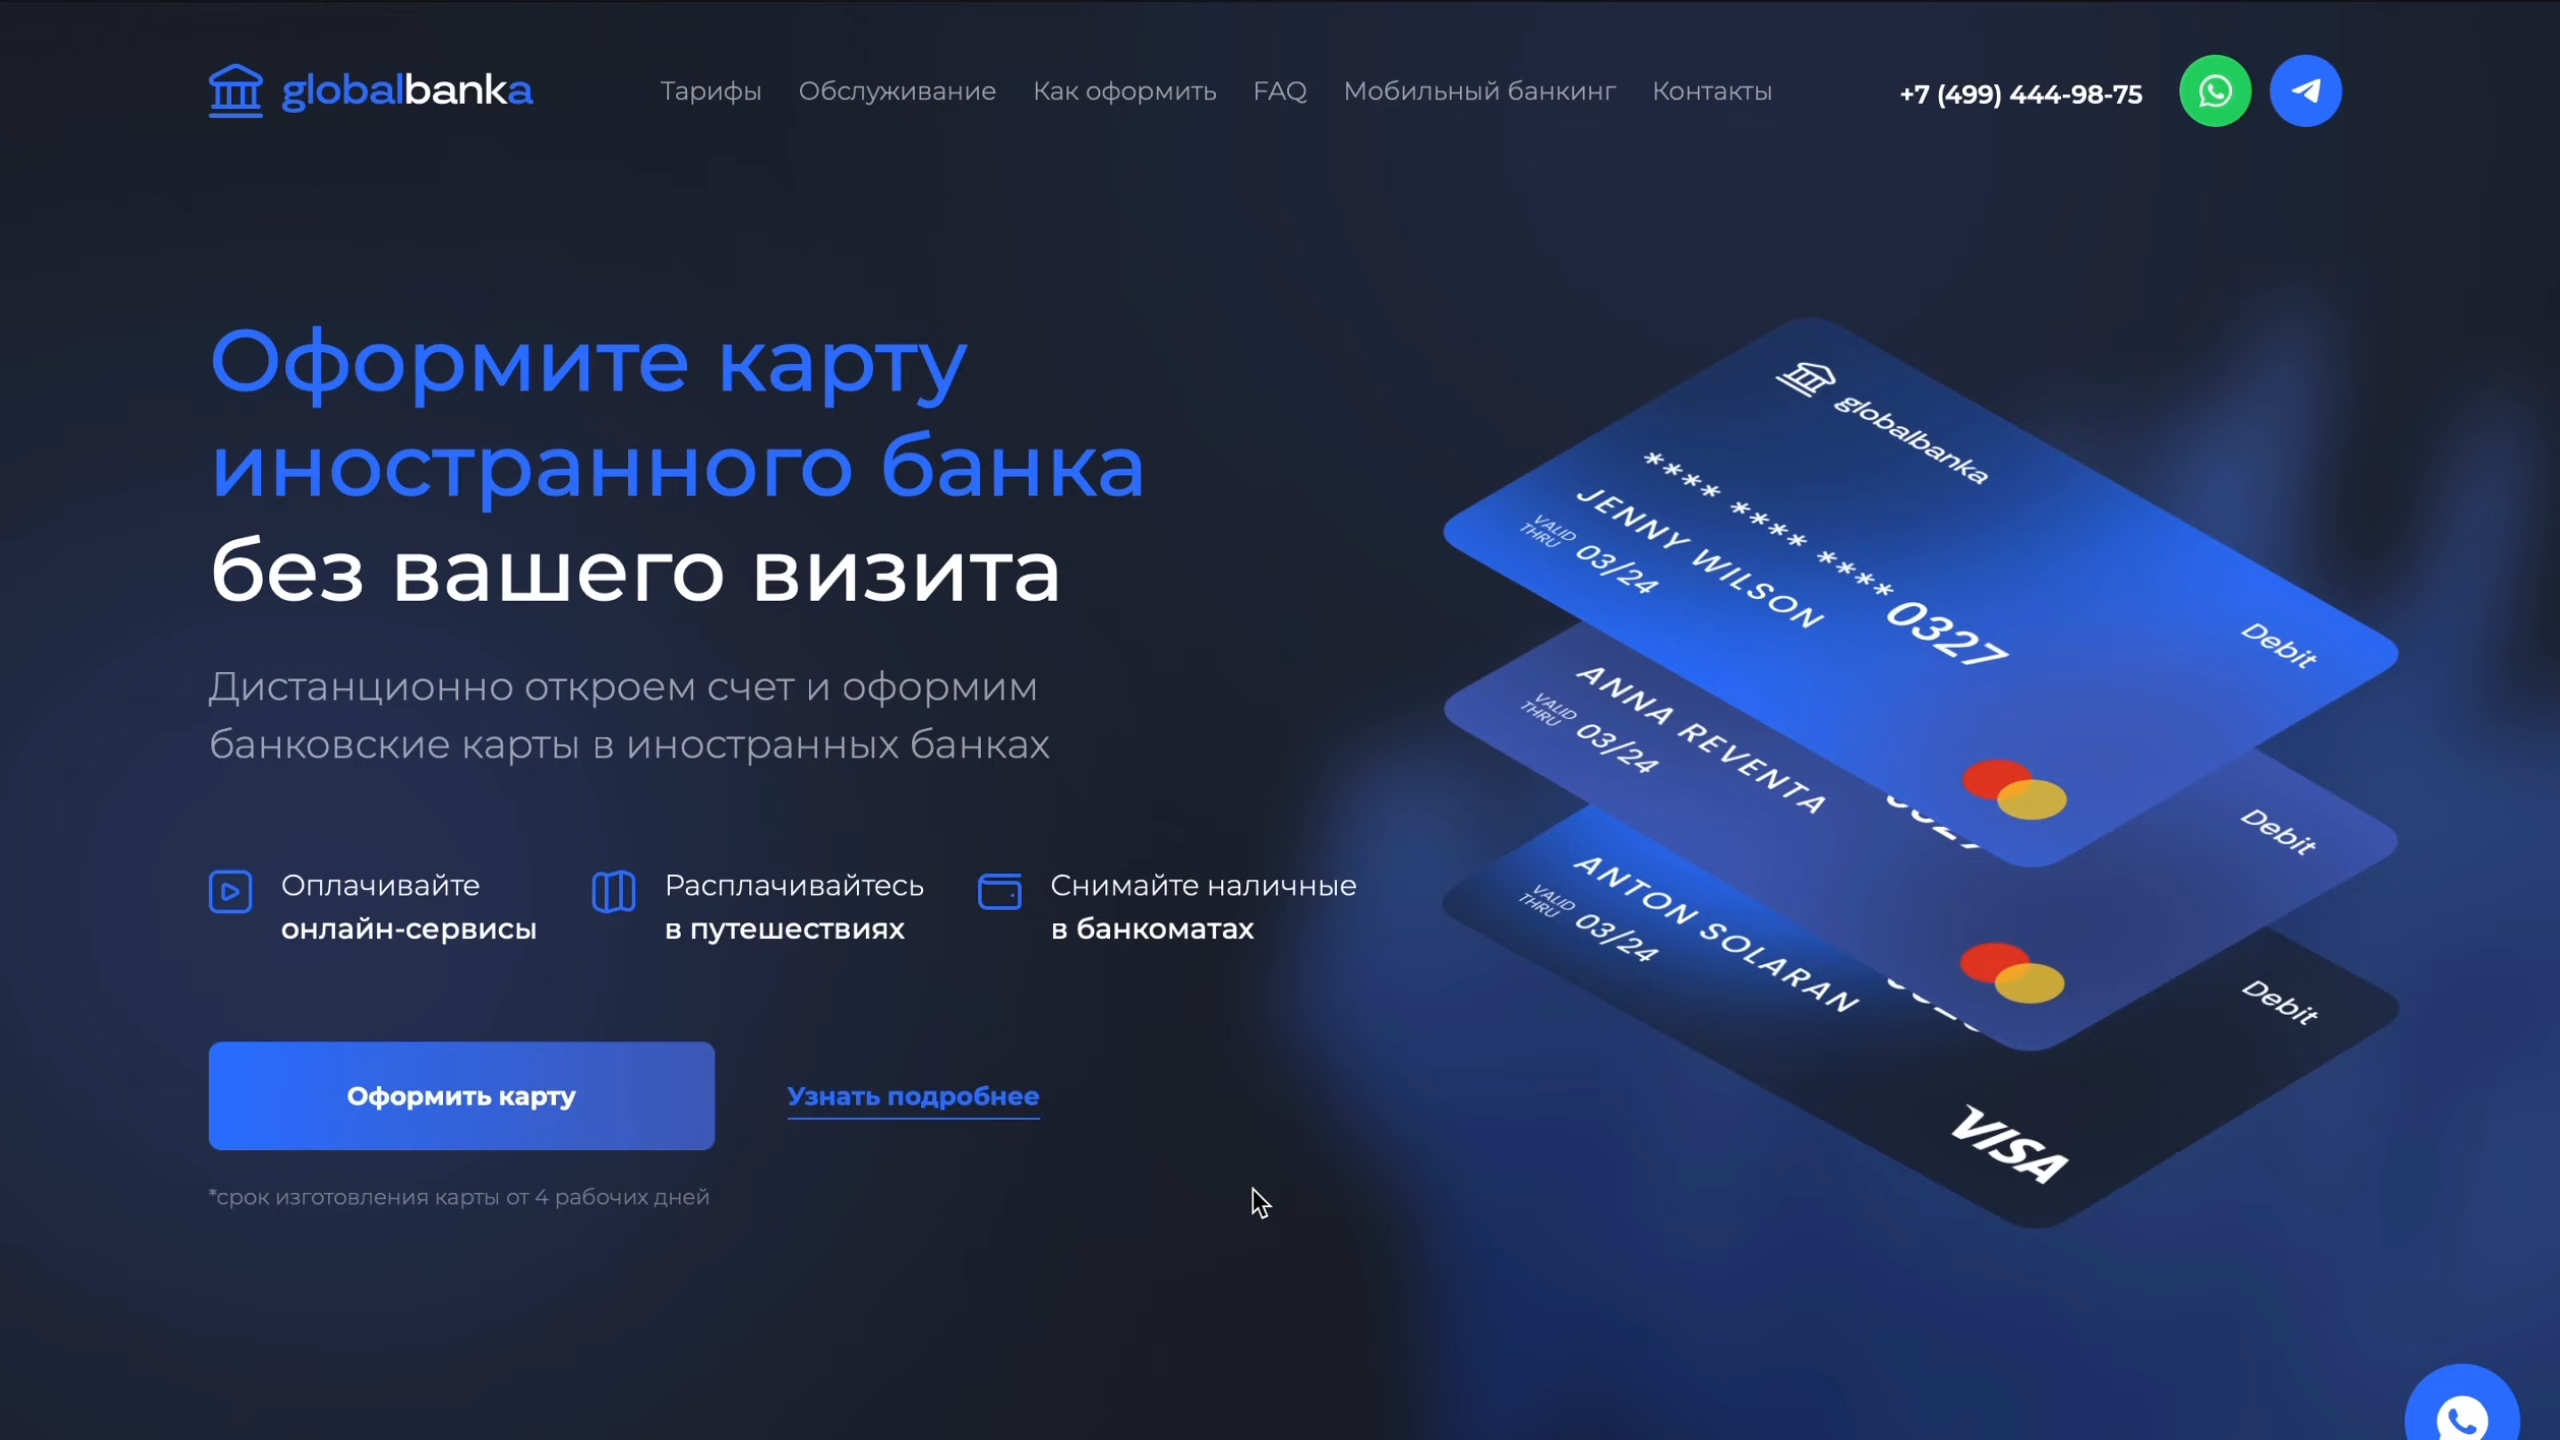 globalbanka
Тарифы
Обслуживание
Как оформить
FAQ
Мобильный банкинг
Контакты
+7 (499) 444-98-75
Оформите карту
иностранного банка
без вашего визита
Дистанционно откроем счет и оформим
банковские карты в иностранных банках
Оплачивайте
онлайн-сервисы
Расплачивайтесь
в путешествиях
Снимайте наличные
в банкоматах
Оформить карту
Узнать подробнее
*срок изготовления карты от 4 рабочих дней
globalbanka
**** **** **** 0327
JENNY WILSON
VALID
THRU
03/24
Debit
ANNA REVENTA
VALID
THRU
03/24
Debit
ANTON SOLARAN
VALID
THRU
03/24
Debit
VISA